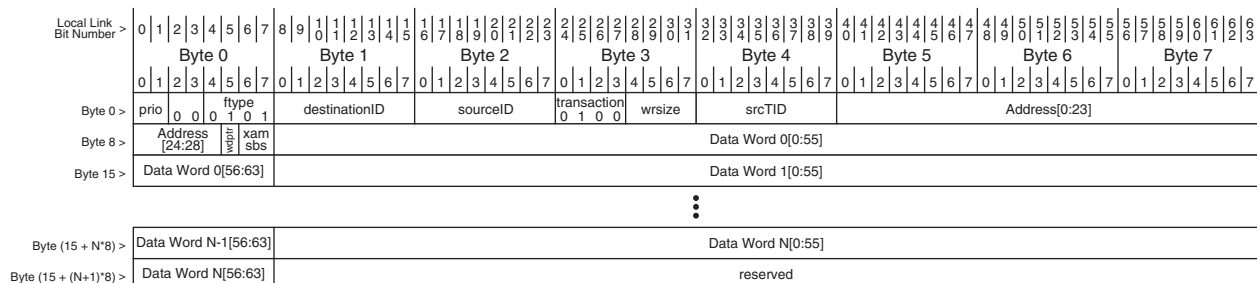 Local Link
Bit Number > 0 1 2 3 4 5 6 7 8 9 10 11 12 13 14 15 16 17 18 19 20 21 22 23 24 25 26 27 28 29 30 31 32 33 34 35 36 37 38 39 40 41 42 43 44 45 46 47 48 49 50 51 52 53 54 55 56 57 58 59 60 61 62 63
Byte 0 Byte 1 Byte 2 Byte 3 Byte 4 Byte 5 Byte 6 Byte 7
0 1 2 3 4 5 6 7 0 1 2 3 4 5 6 7 0 1 2 3 4 5 6 7 0 1 2 3 4 5 6 7 0 1 2 3 4 5 6 7 0 1 2 3 4 5 6 7 0 1 2 3 4 5 6 7 0 1 2 3 4 5 6 7
Byte 0 > prio 0 0 ftype 0 1 0 1 destinationID sourceID transaction 0 1 0 0 wrsize srcTID Address[0:23]
Byte 8 > Address [24:28] wdptr xam sbs Data Word 0[0:55]
Byte 15 > Data Word 0[56:63] Data Word 1[0:55]
Byte (15 + N*8) > Data Word N-1[56:63] Data Word N[0:55]
Byte (15 + (N+1)*8) > Data Word N[56:63] reserved